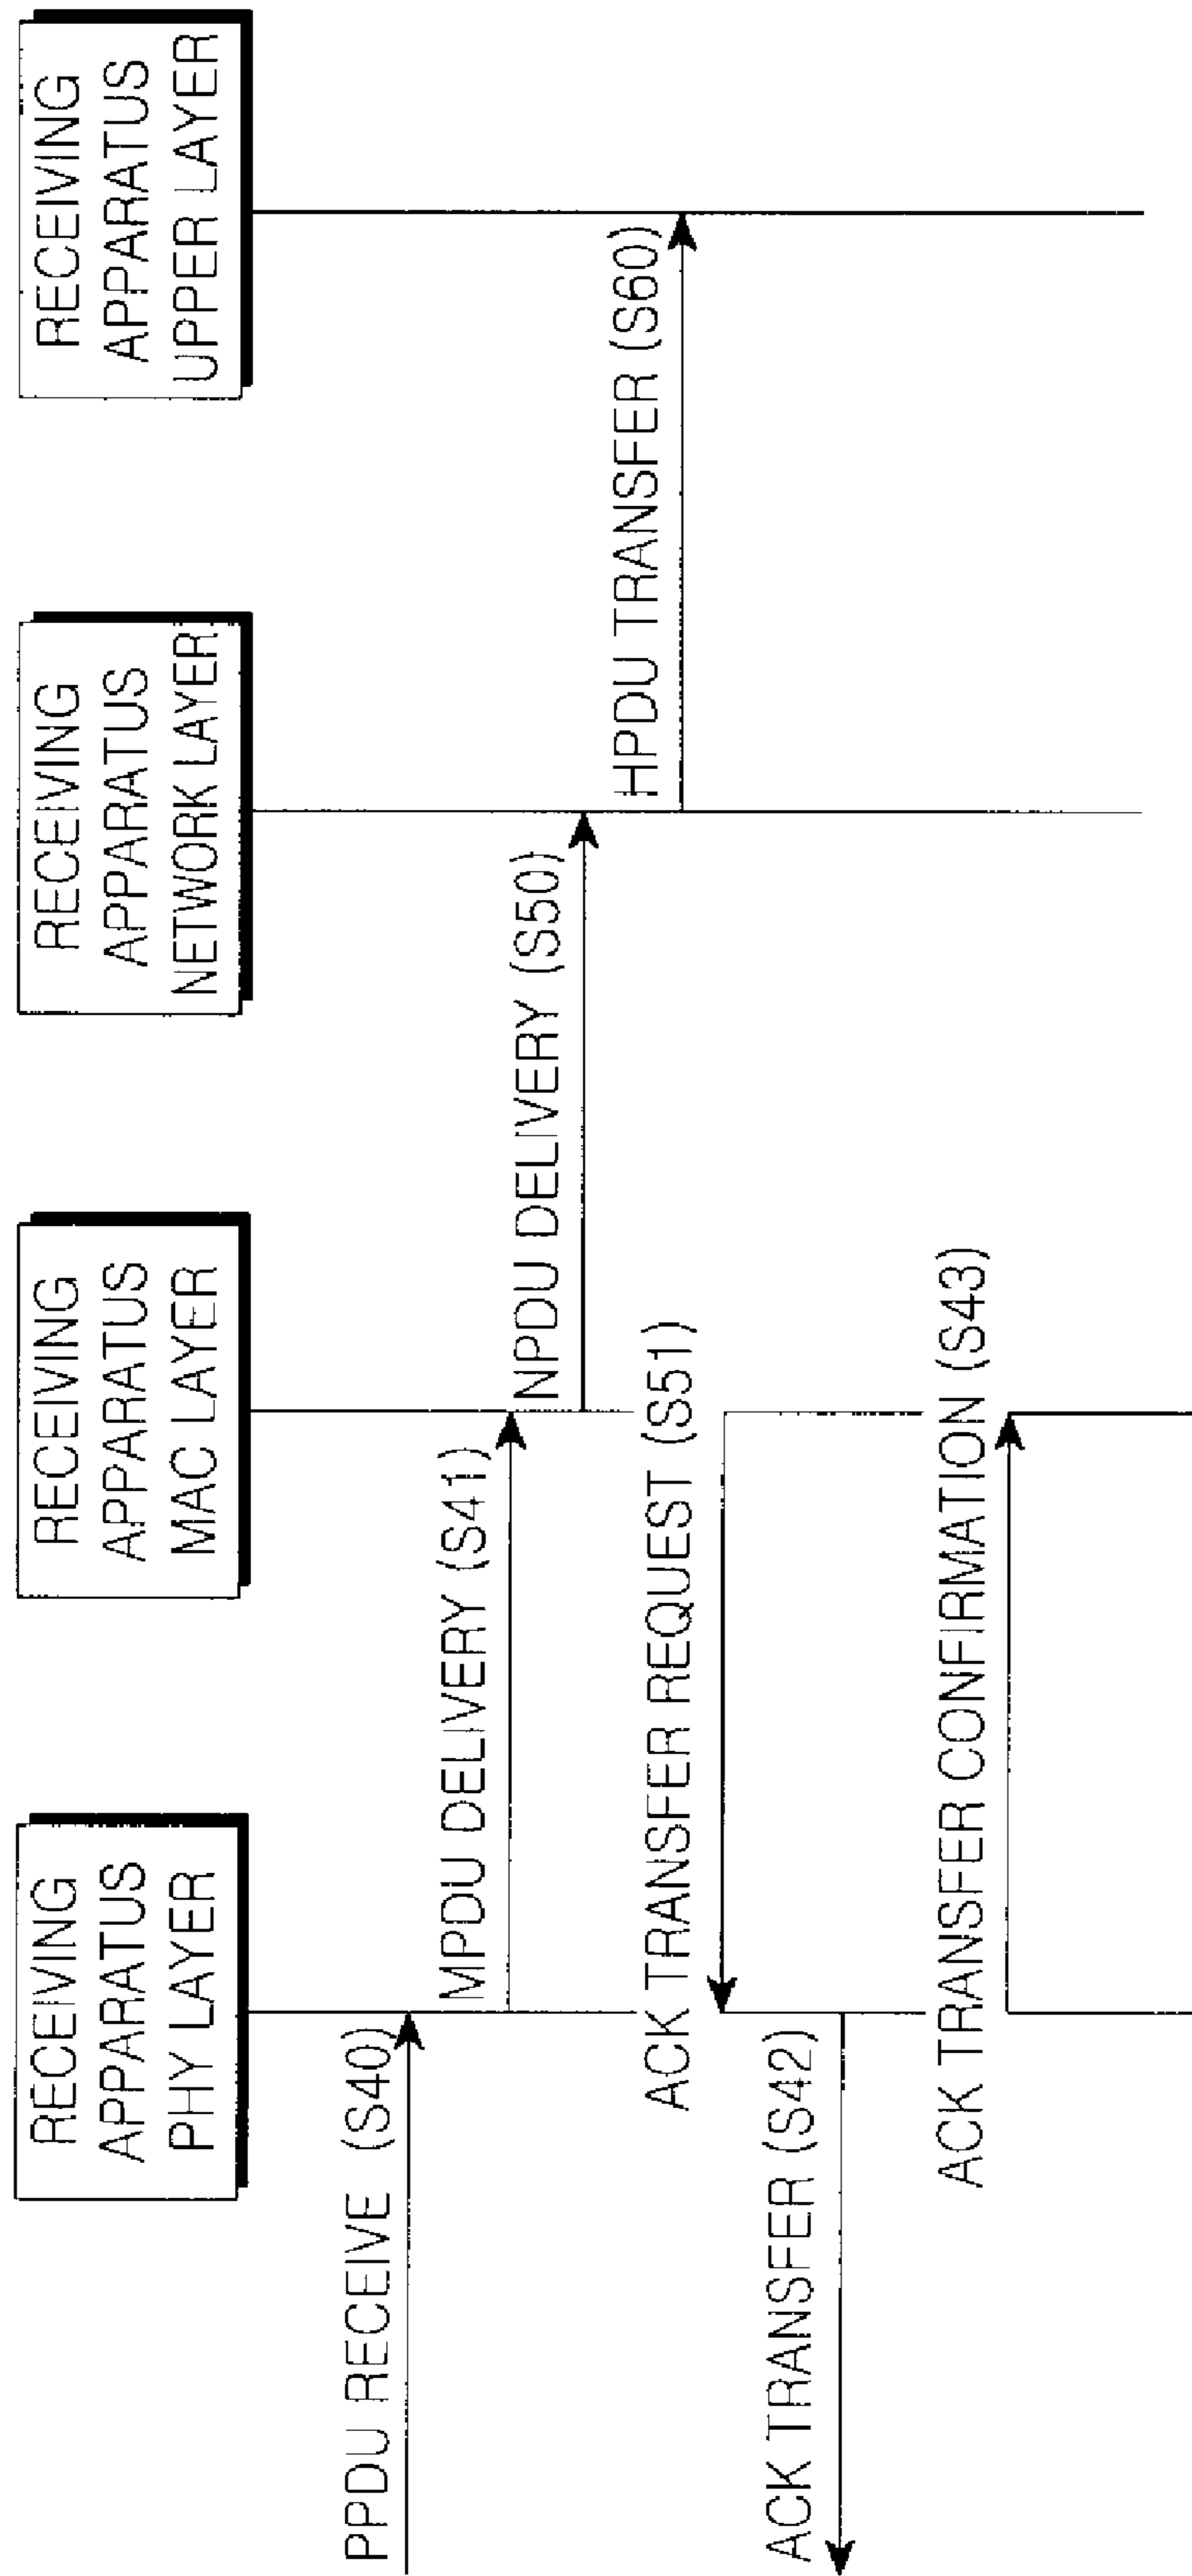 RECEIVING
APPARATUS
PHY LAYER
RECEIVING
APPARATUS
MAC LAYER
RECEIVING
APPARATUS
NETWORK LAYER
RECEIVING
APPARATUS
UPPER LAYER
PPDU RECEIVE (S40)
MPDU DELIVERY (S41)
NPDU DELIVERY (S50)
HPDU TRANSFER (S60)
ACK TRANSFER REQUEST (S51)
ACK TRANSFER (S42)
ACK TRANSFER CONFIRMATION (S43)